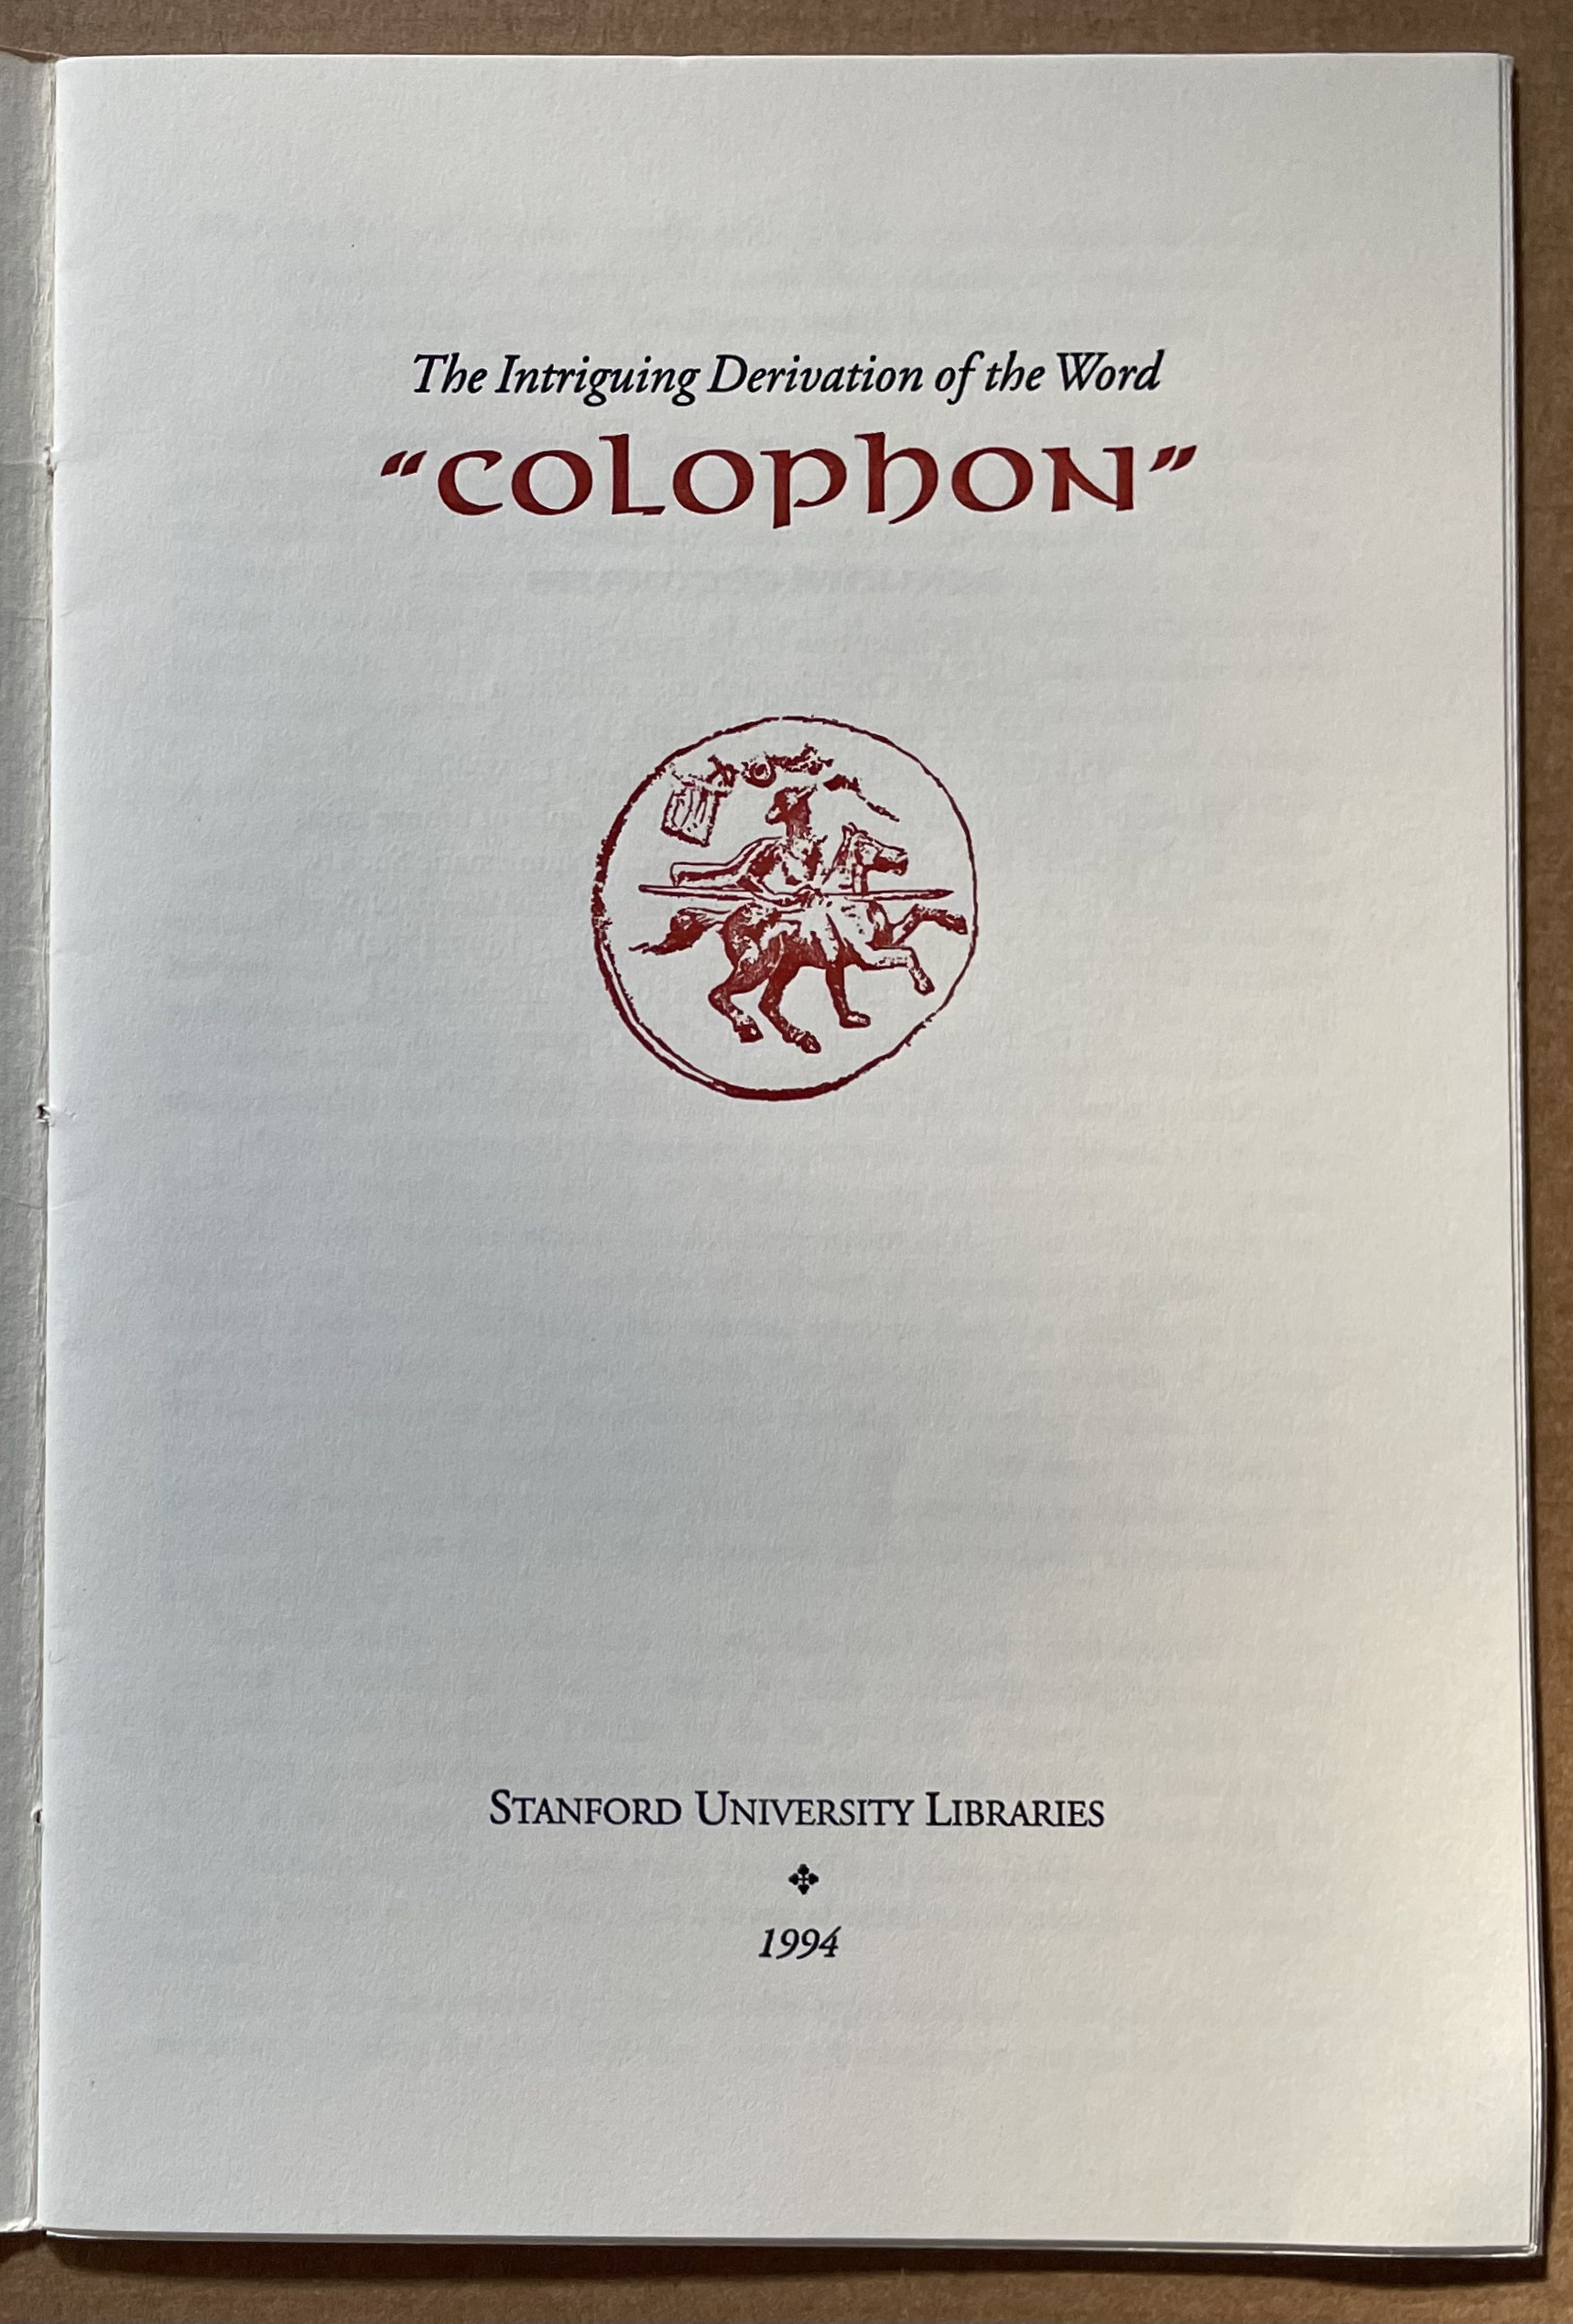 The Intriguing Derivation of the Word
“COLOPHON”
STANFORD UNIVERSITY LIBRARIES
1994